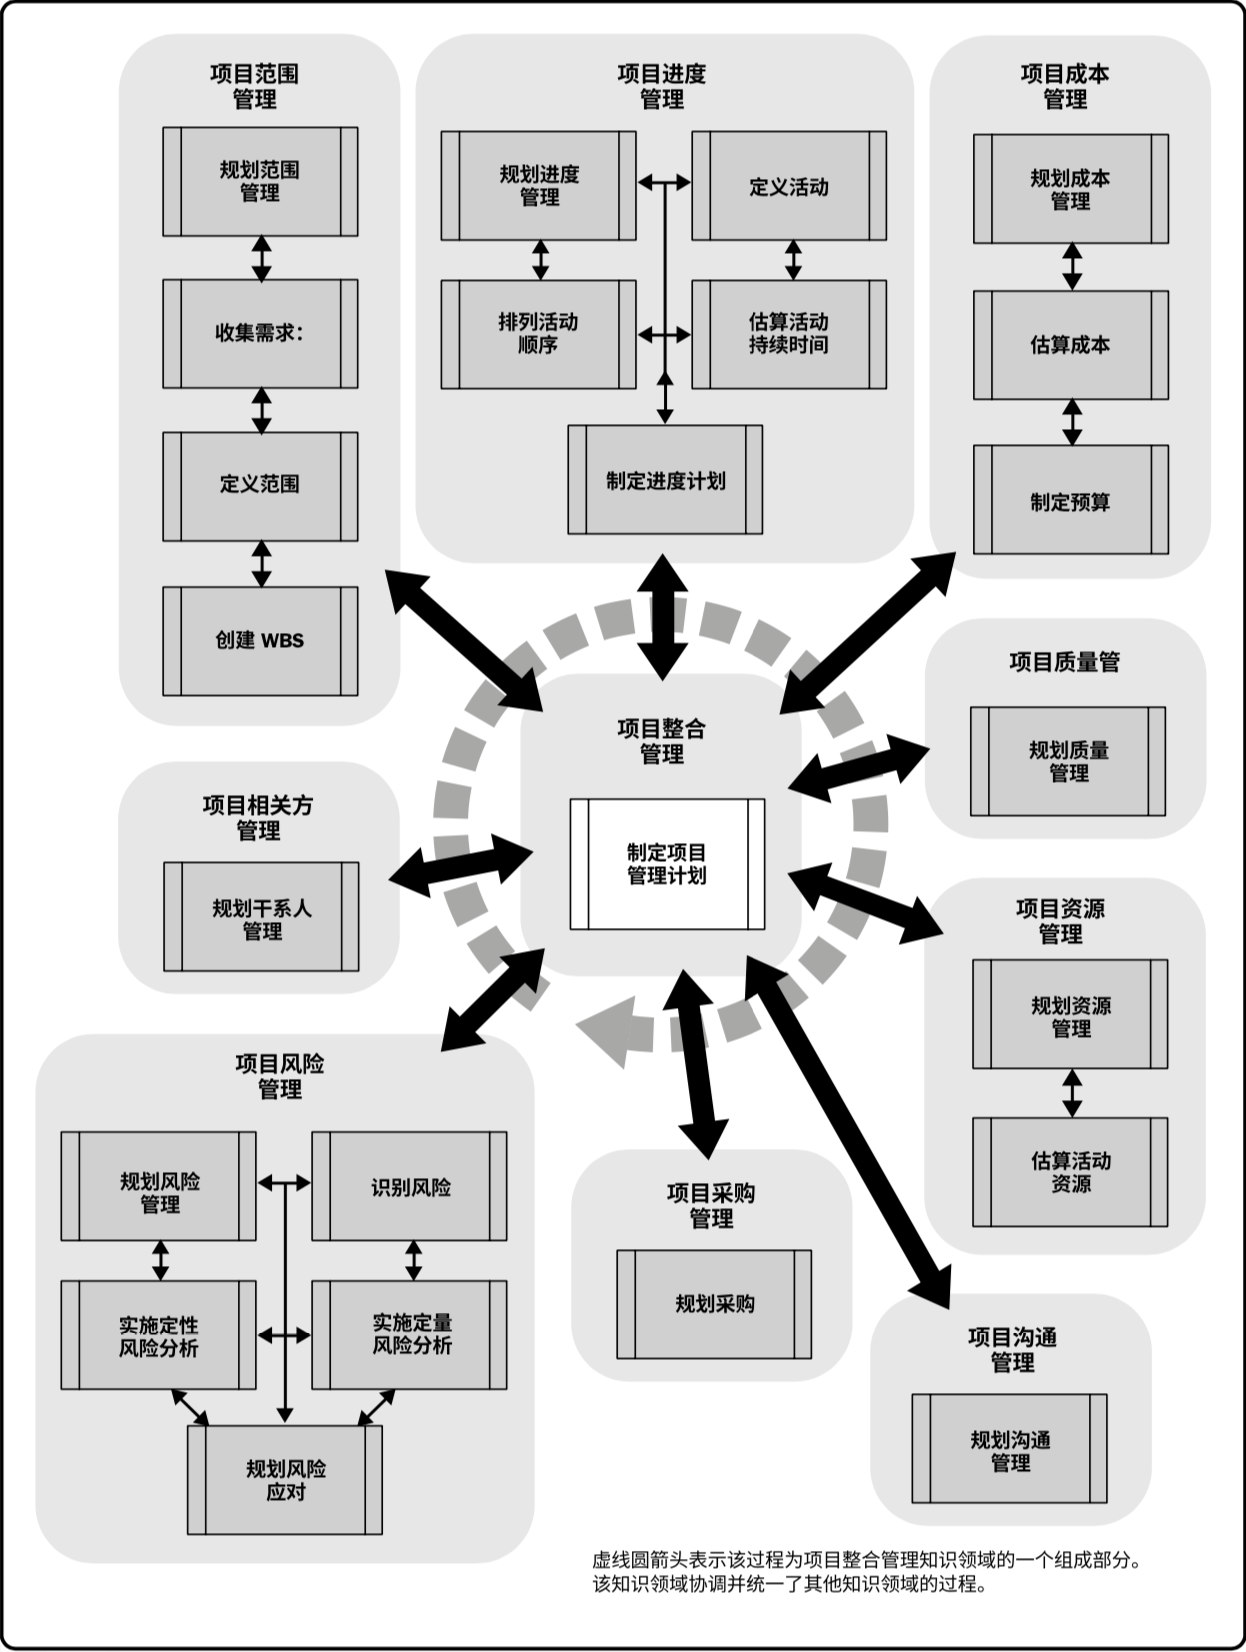 项目范围
管理
规划范围
管理
收集需求：
定义范围
创建 WBS
项目进度
管理
规划进度
管理
定义活动
排列活动
顺序
估算活动
持续时间
制定进度计划
项目成本
管理
规划成本
管理
估算成本
制定预算
项目整合
管理
制定项目
管理计划
项目质量管
规划质量
管理
项目相关方
管理
规划干系人
管理
项目资源
管理
规划资源
管理
估算活动
资源
项目风险
管理
规划风险
管理
识别风险
实施定性
风险分析
实施定量
风险分析
规划风险
应对
项目采购
管理
规划采购
项目沟通
管理
规划沟通
管理
虚线圆箭头表示该过程为项目整合管理知识领域的一个组成部分。
该知识领域协调并统一了其他知识领域的过程。